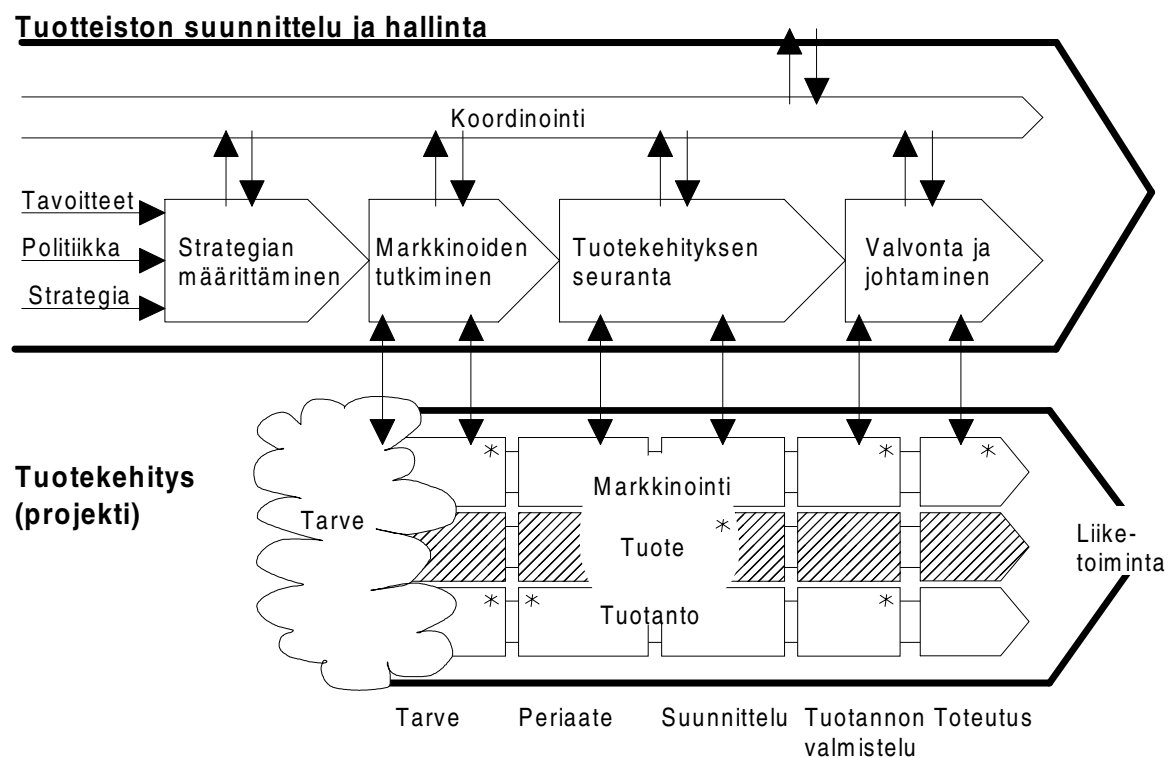 Tuotteiston suunnittelu ja hallinta
Koordinointi
Tavoitteet
Politiikka
Strategia
Strategian
määrittäminen
Markkinoiden
tutkiminen
Tuotekehityksen
seuranta
Valvonta ja
johtaminen
Tuotekehitys
(projekti)
Tarve
Markkinointi
Tuote
Tuotanto
Liike-
toiminta
Tarve
Periaate
Suunnittelu
Tuotannon
valmistelu
Toteutus